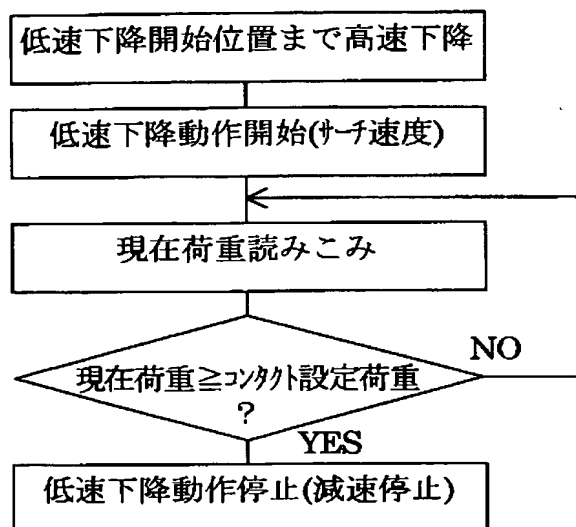 低速下降開始位置まで高速下降
低速下降動作開始(ｻｰﾁ速度)
現在荷重読みこみ
現在荷重≧ｺﾝﾀｸﾄ設定荷重
?
NO
YES
低速下降動作停止(減速停止)